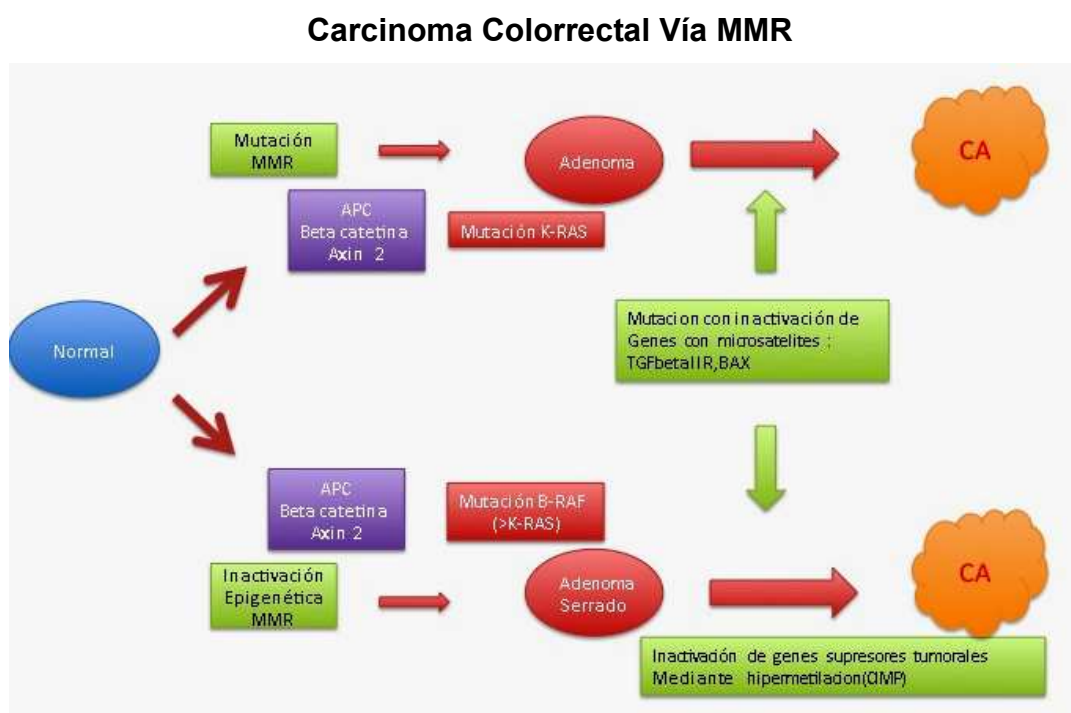 Carcinoma Colorrectal Vía MMR
Mutación
MMR
Adenoma
CA
APC
Beta catetina
Axin 2
Mutación K-RAS
Normal
Mutacion con inactivación de
Genes con microsatelites :
TGFbetaIIR,BAX
APC
Beta catetina
Axin 2
Mutación B-RAF
(>K-RAS)
Inactivación
Epigenética
MMR
Adenoma
Serrado
CA
Inactivación de genes supresores tumorales
Mediante hipermetilacion(CIMP)